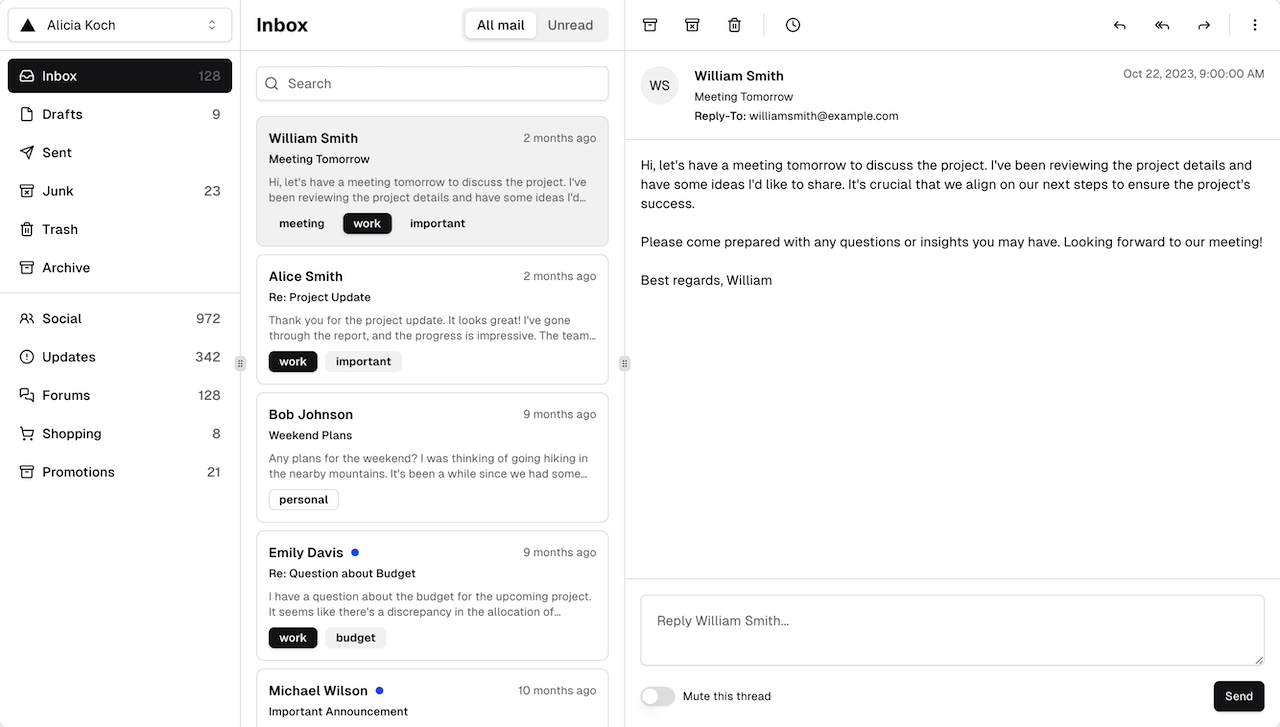 Alicia Koch
Inbox 128
Drafts 9
Sent
Junk 23
Trash
Archive
Social 972
Updates 342
Forums 128
Shopping 8
Promotions 21
Inbox
All mail Unread
Search
William Smith 2 months ago
Meeting Tomorrow
Hi, let's have a meeting tomorrow to discuss the project. I've
been reviewing the project details and have some ideas I'd...
meeting work important
Alice Smith 2 months ago
Re: Project Update
Thank you for the project update. It looks great! I've gone
through the report, and the progress is impressive. The team...
work important
Bob Johnson 9 months ago
Weekend Plans
Any plans for the weekend? I was thinking of going hiking in
the nearby mountains. It's been a while since we had some...
personal
Emily Davis 9 months ago
Re: Question about Budget
I have a question about the budget for the upcoming project.
It seems like there's a discrepancy in the allocation of...
work budget
Michael Wilson 10 months ago
Important Announcement
WS
William Smith Oct 22, 2023, 9:00:00 AM
Meeting Tomorrow
Reply-To: williamsmith@example.com
Hi, let's have a meeting tomorrow to discuss the project. I've been reviewing the project details and
have some ideas I'd like to share. It's crucial that we align on our next steps to ensure the project's
success.
Please come prepared with any questions or insights you may have. Looking forward to our meeting!
Best regards, William
Reply William Smith...
Mute this thread Send